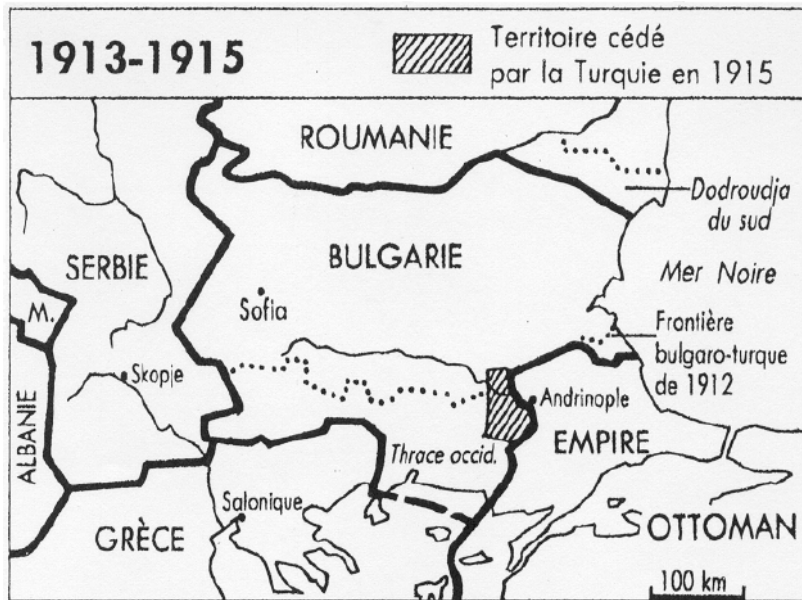 1913-1915
Territoire cédé
par la Turquie en 1915
ROUMANIE
Dodroudja
du sud
SERBIE
BULGARIE
Mer Noire
M.
Sofia
Frontière
bulgaro-turque
de 1912
Skopje
Andrinople
ALBANIE
Thrace occid.
EMPIRE
Salonique
GRÈCE
OTTOMAN
100 km